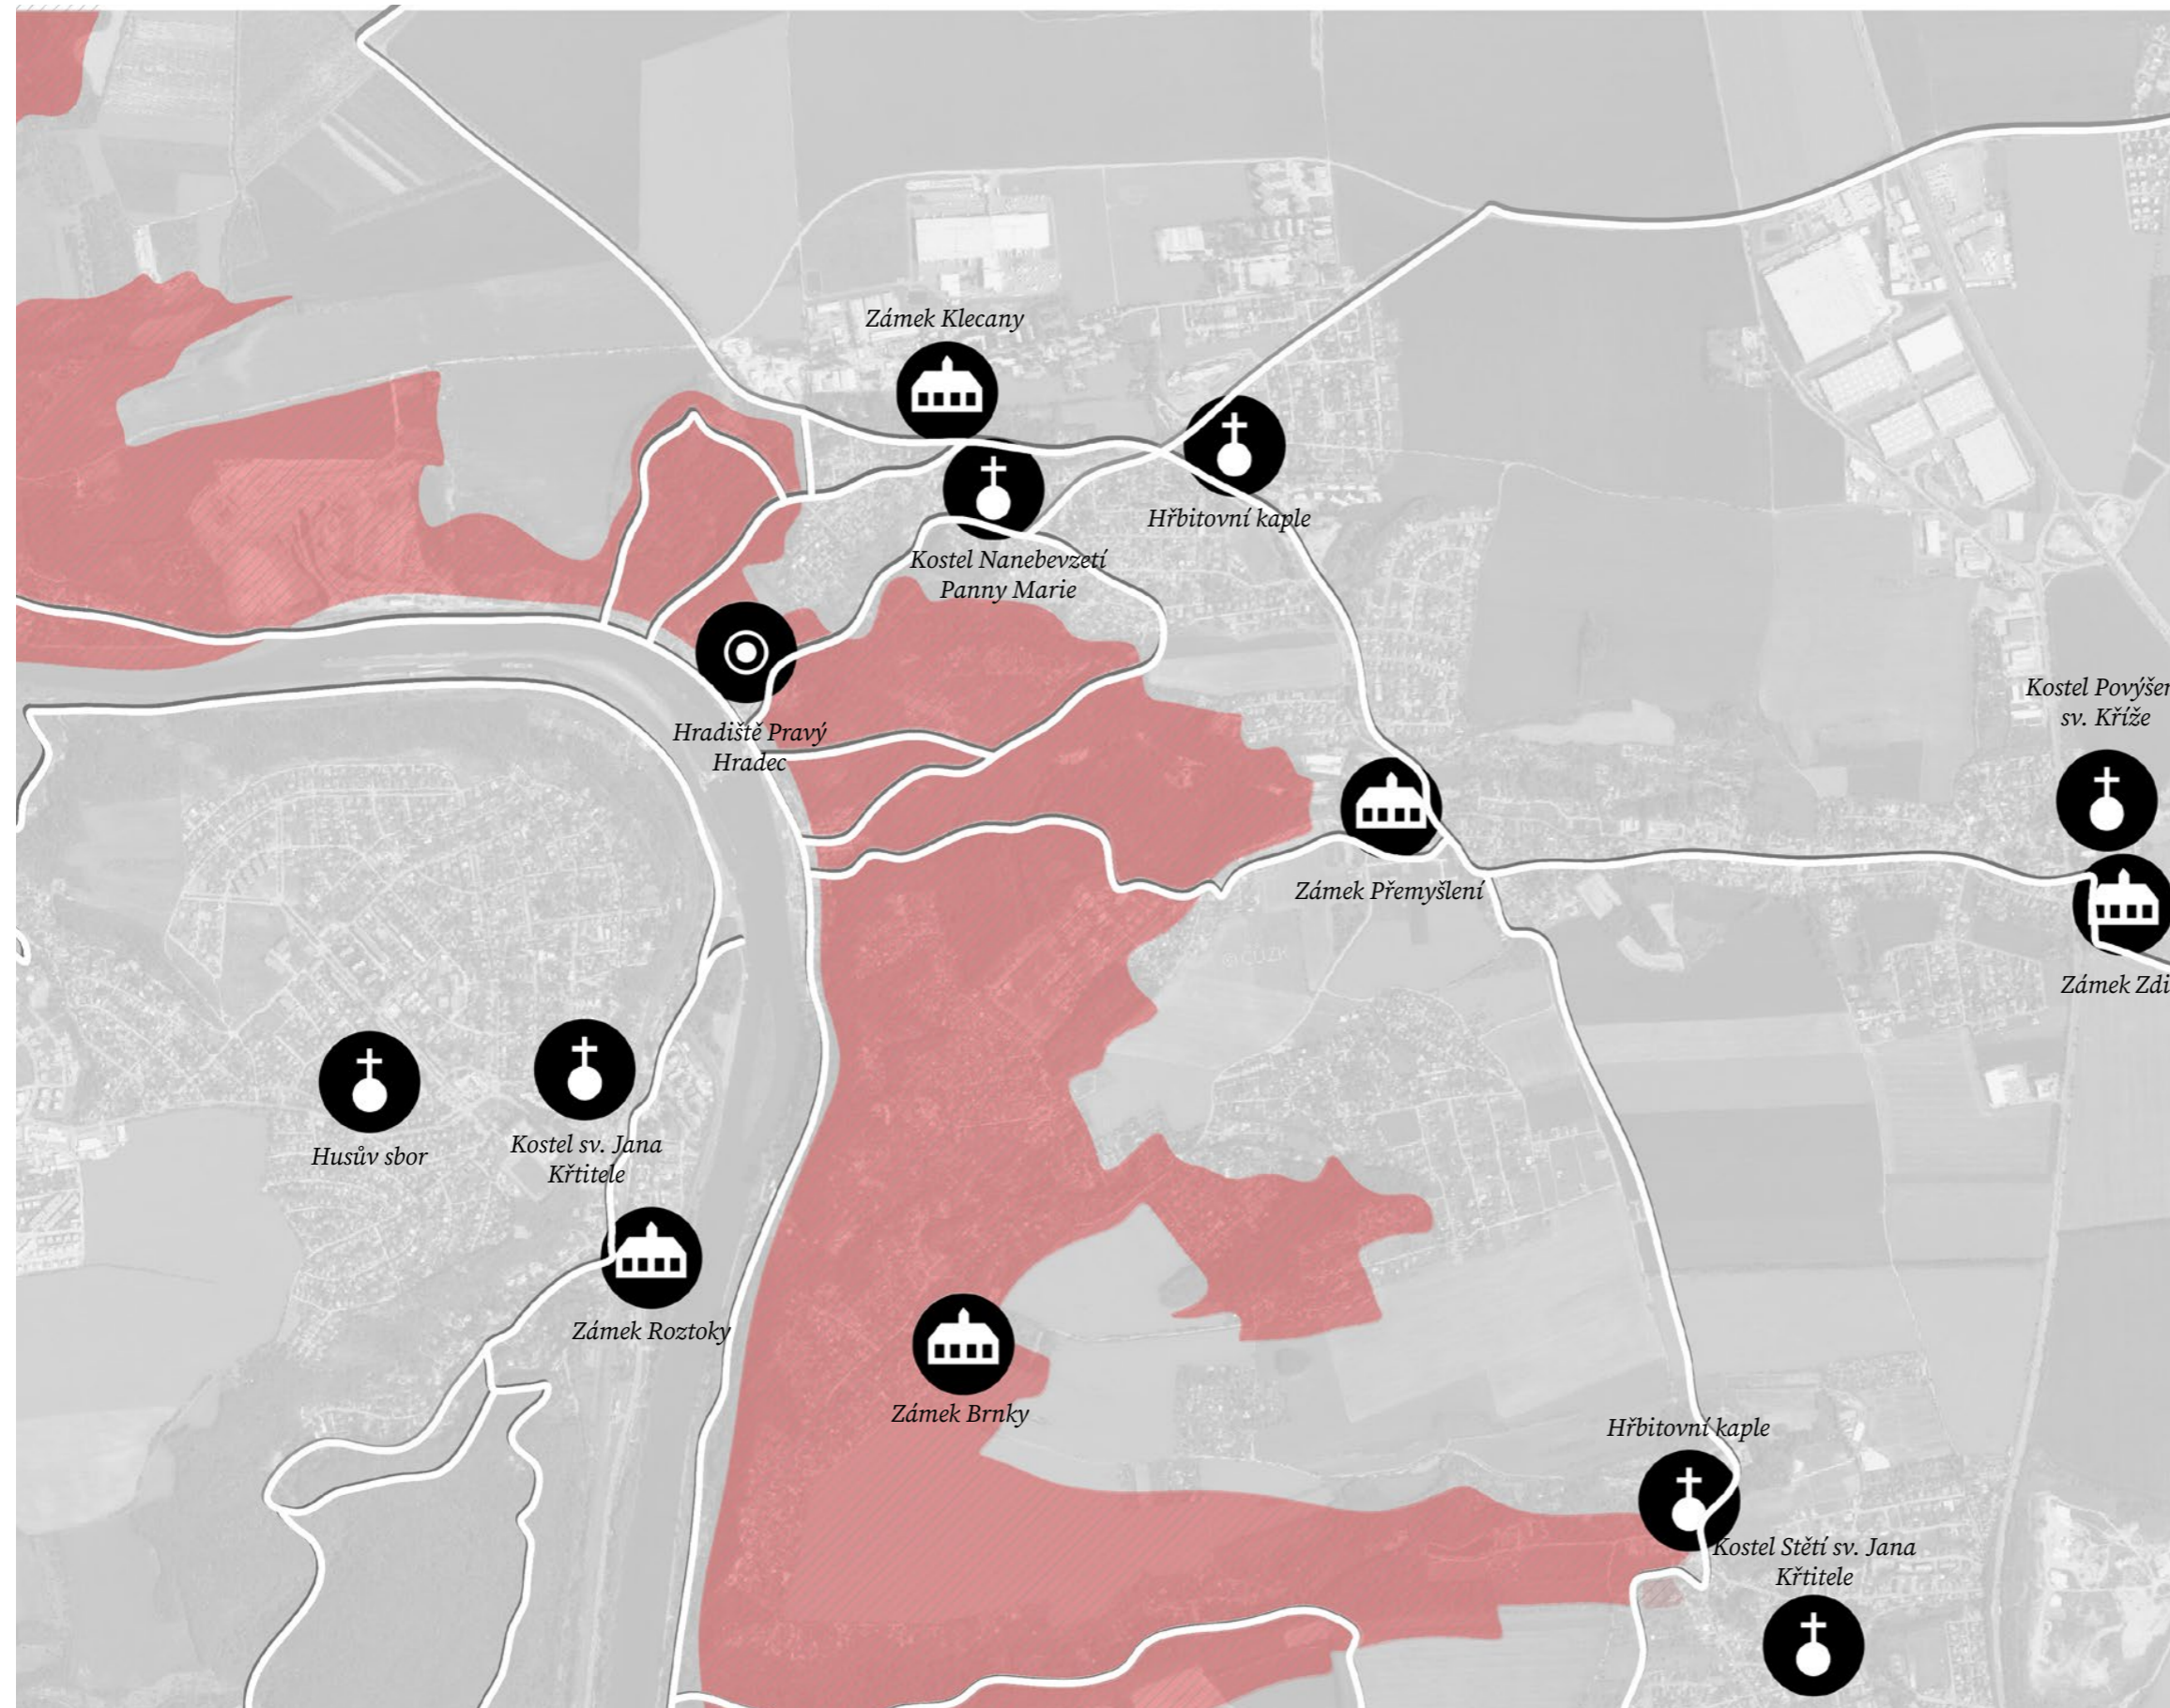 Zámek Klecany
Hřbitovní kaple
Kostel Nanebevzetí
Panny Marie
Kostel Povýšen
sv. Kříže
Hradiště Pravý
Hradec
Zámek Přemyšlení
© ČÚZK
Zámek Zdi
Husův sbor
Kostel sv. Jana
Křtitele
Zámek Roztoky
Zámek Brnky
Hřbitovní kaple
Kostel Stětí sv. Jana
Křtitele